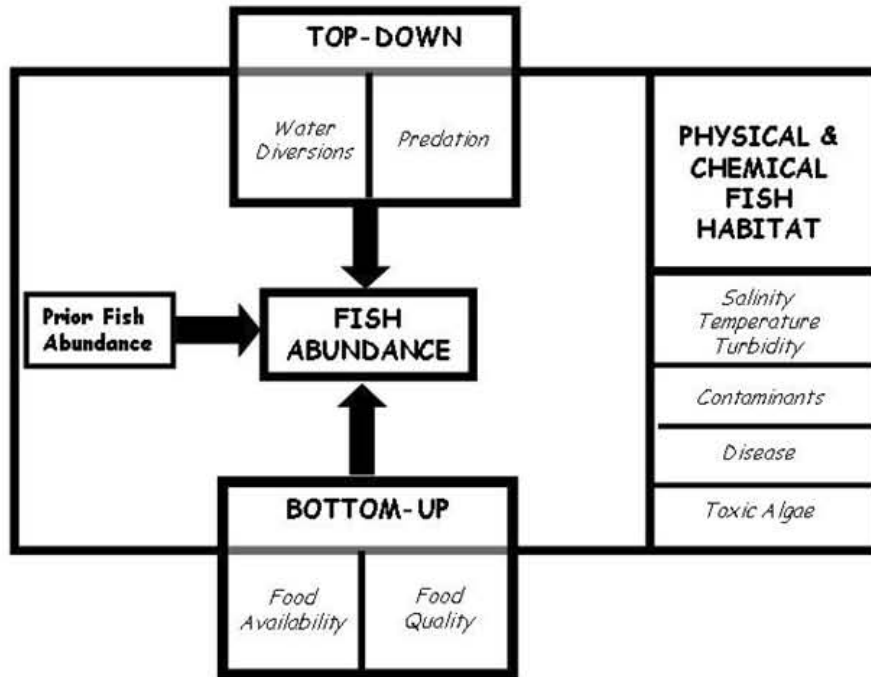 TOP-DOWN
Water
Diversions
Predation
PHYSICAL &
CHEMICAL
FISH
HABITAT
Prior Fish
Abundance
FISH
ABUNDANCE
Salinity
Temperature
Turbidity
Contaminants
Disease
Toxic Algae
BOTTOM-UP
Food
Availability
Food
Quality